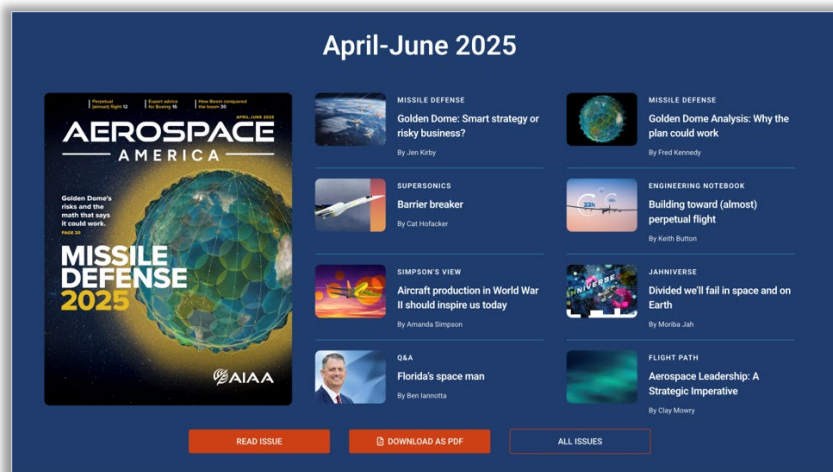 April-June 2025
Perpetual
(almost) flight 12
Expert advice
for Boeing 16
How Boom conquered
the boom 30
APRIL-JUNE 2025
AEROSPACE
AMERICA
Golden Dome's
risks and the
math that says
it could work.
PAGE 20
MISSILE
DEFENSE
2025
AIAA
MISSILE DEFENSE
Golden Dome: Smart strategy or
risky business?
By Jen Kirby
MISSILE DEFENSE
Golden Dome Analysis: Why the
plan could work
By Fred Kennedy
SUPERSONICS
Barrier breaker
By Cat Hofacker
ENGINEERING NOTEBOOK
Building toward (almost)
perpetual flight
By Keith Button
22h
SIMPSON'S VIEW
Aircraft production in World War
II should inspire us today
By Amanda Simpson
JAHNIVERSE
Divided we'll fail in space and on
Earth
By Moriba Jah
NIVERSE
Q&A
Florida's space man
By Ben Iannotta
FLIGHT PATH
Aerospace Leadership: A
Strategic Imperative
By Clay Mowry
READ ISSUE
DOWNLOAD AS PDF
ALL ISSUES